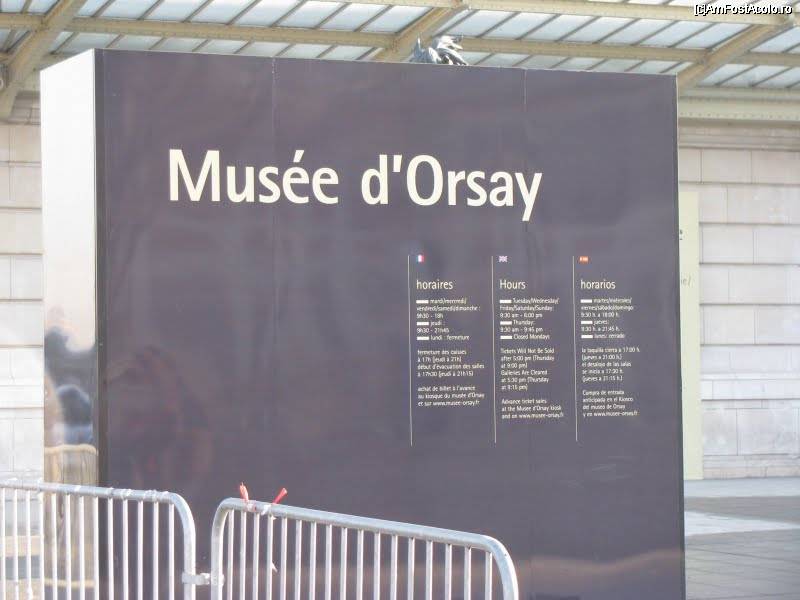 [c]AmFostAcolo.ro
Musée d'Orsay
horaires
mardi/mercredi/
vendredi/samedi/dimanche :
9h30 - 18h
jeudi :
9h30 - 21h45
lundi : fermeture
fermeture des caisses
à 17h (jeudi à 21h)
début d'évacuation des salles
à 17h30 (jeudi à 21h15)
achat de billet à l'avance
au kiosque du musée d'Orsay
et sur www.musee-orsay.fr
Hours
Tuesday/Wednesday/
Friday/Saturday/Sunday:
9:30 am - 6:00 pm
Thursday:
9:30 am - 9:45 pm
Closed Mondays
Tickets Will Not Be Sold
after 5:00 pm (Thursday
at 9:00 pm)
Galleries Are Cleared
at 5:30 pm (Thursday
at 9:15 pm)
Advance ticket sales
at the Musée d'Orsay kiosk
and on www.musee-orsay.fr
horarios
martes/miércoles/
viernes/sábado/domingo:
9:30 h. a 18:00 h.
jueves:
9:30 h. a 21:45 h.
lunes: cerrado
la taquilla cierra a 17:00 h.
(jueves a 21:00 h.)
el desalojo de las salas
se inicia a 17:30 h.
(jueves a 21:15 h.)
Compra de entrada
anticipada en el Kiosco
del museo de Orsay
y en www.musee-orsay.fr